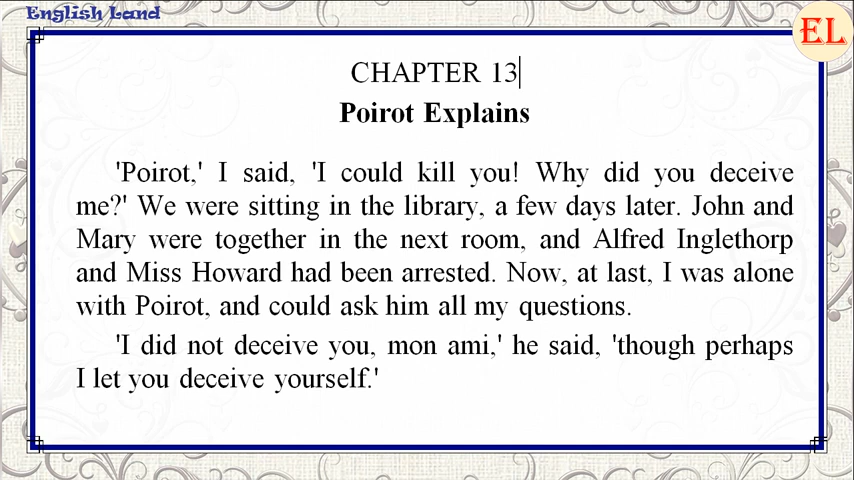 English Land
EL
CHAPTER 13
Poirot Explains
'Poirot,' I said, 'I could kill you! Why did you deceive
me?' We were sitting in the library, a few days later. John and
Mary were together in the next room, and Alfred Inglethorp
and Miss Howard had been arrested. Now, at last, I was alone
with Poirot, and could ask him all my questions.
'I did not deceive you, mon ami,' he said, 'though perhaps
I let you deceive yourself.'